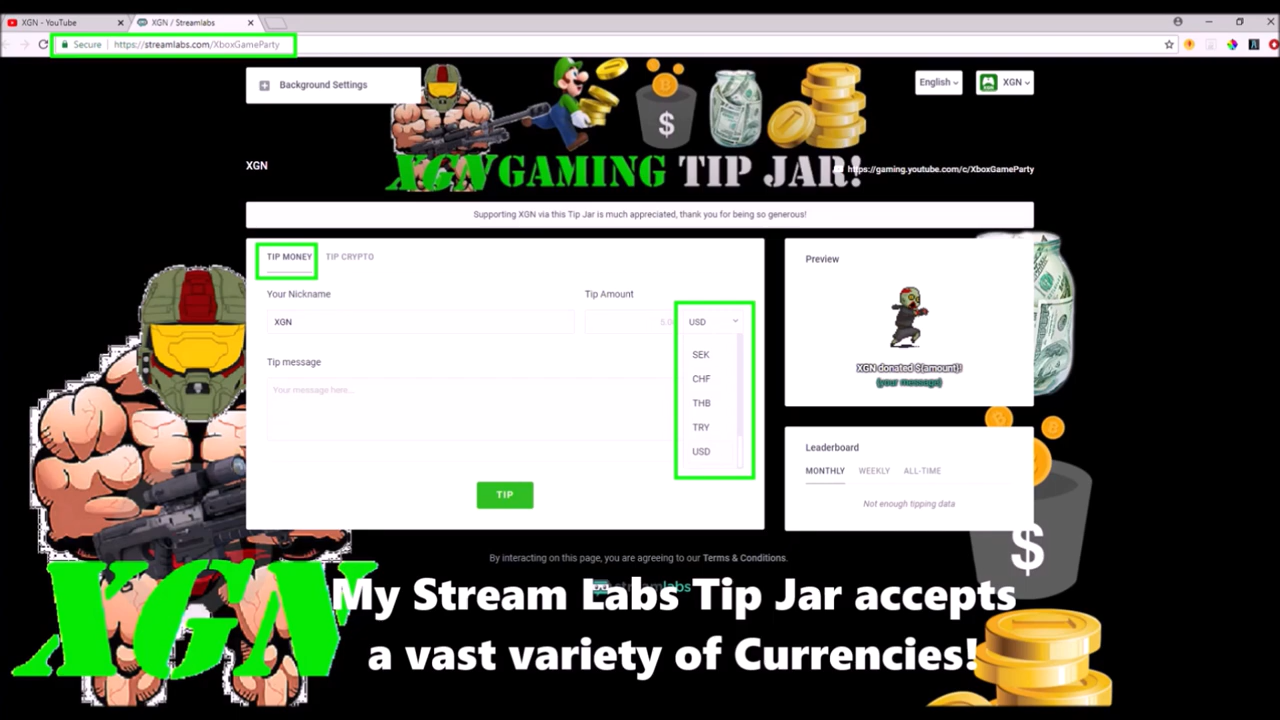 XGN - YouTube
XGN / Streamlabs
Secure
https://streamlabs.com/XboxGameParty
Background Settings
English
XGN
XGN
XGN GAMING TIP JAR!
https://gaming.youtube.com/c/XboxGameParty
Supporting XGN via this Tip Jar is much appreciated, thank you for being so generous!
TIP MONEY
TIP CRYPTO
Your Nickname
Tip Amount
XGN
5.00
USD
SEK
CHF
THB
TRY
USD
Tip message
Your message here...
TIP
Preview
XGN donated ${amount}!
{your message}
Leaderboard
MONTHLY
WEEKLY
ALL-TIME
Not enough tipping data
By interacting on this page, you are agreeing to our Terms & Conditions.
streamlabs
XGN
My Stream Labs Tip Jar accepts
a vast variety of Currencies!